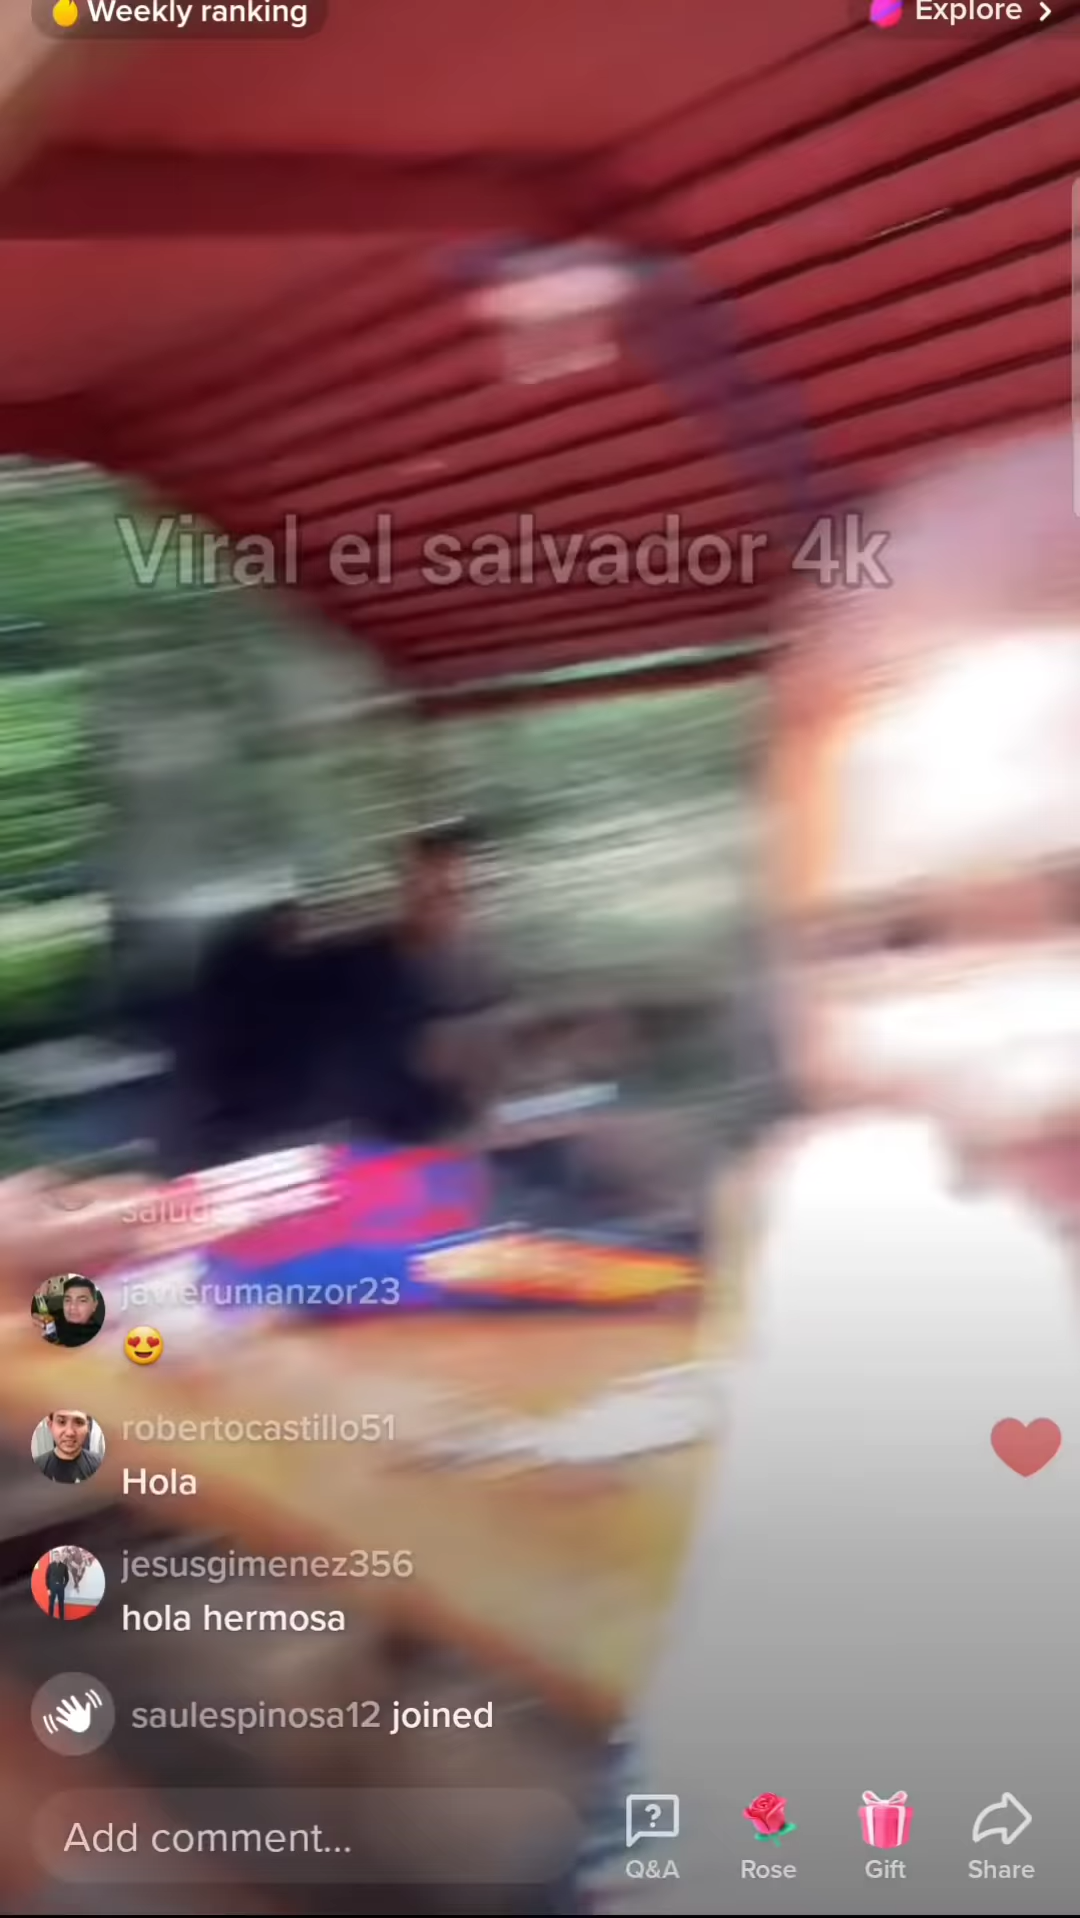 Weekly ranking
Explore >
Viral el salvador 4k
javierumanzor23
😍
robertocastillo51
Hola
jesusgimenez356
hola hermosa
saulespinosa12 joined
Add comment...
Q&A
Rose
Gift
Share